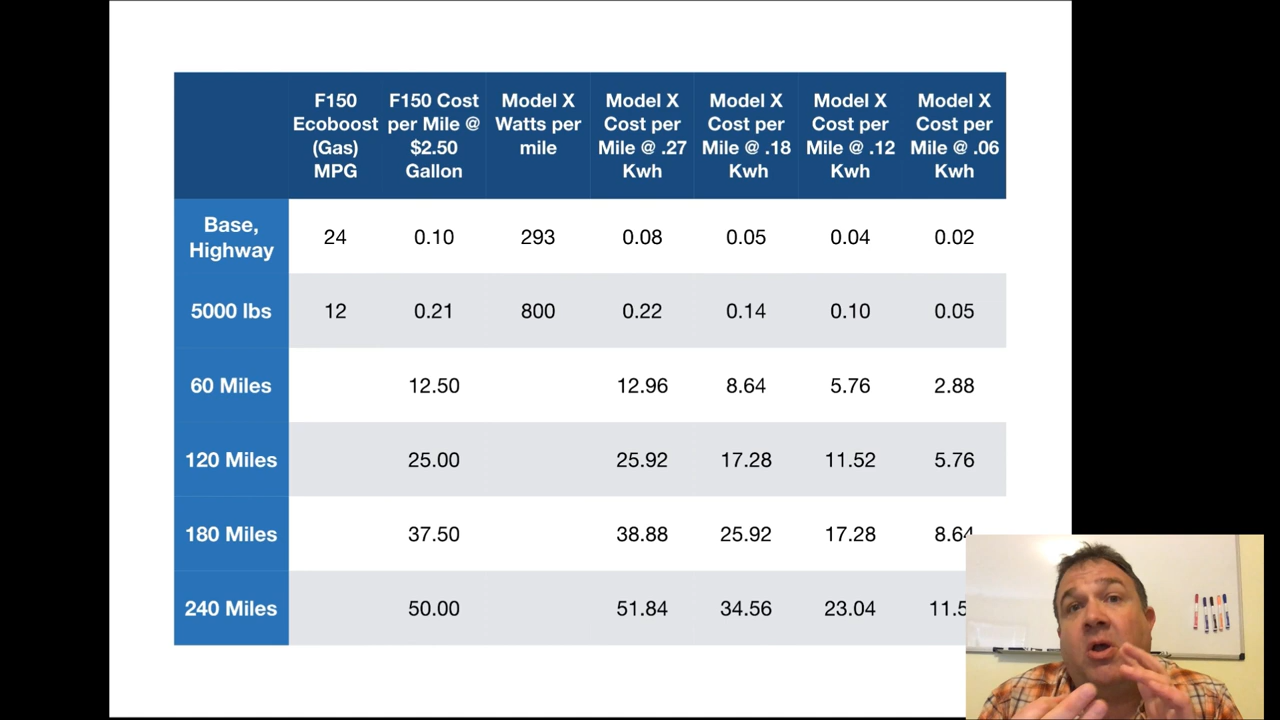 F150 Ecoboost (Gas) MPG
F150 Cost per Mile @ $2.50 Gallon
Model X Watts per mile
Model X Cost per Mile @ .27 Kwh
Model X Cost per Mile @ .18 Kwh
Model X Cost per Mile @ .12 Kwh
Model X Cost per Mile @ .06 Kwh
Base, Highway 24 0.10 293 0.08 0.05 0.04 0.02
5000 lbs 12 0.21 800 0.22 0.14 0.10 0.05
60 Miles 12.50 12.96 8.64 5.76 2.88
120 Miles 25.00 25.92 17.28 11.52 5.76
180 Miles 37.50 38.88 25.92 17.28 8.64
240 Miles 50.00 51.84 34.56 23.04